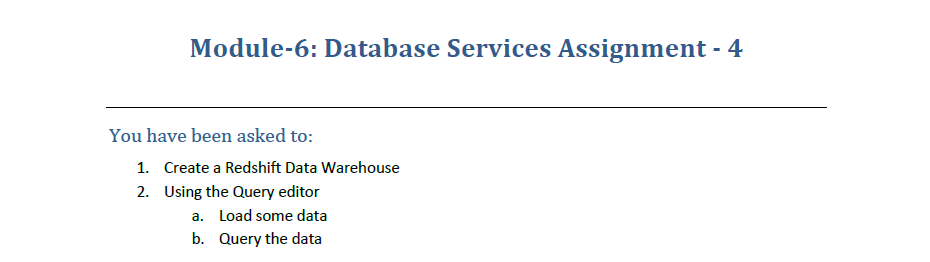 Module-6: Database Services Assignment - 4
You have been asked to:
1. Create a Redshift Data Warehouse
2. Using the Query editor
a. Load some data
b. Query the data